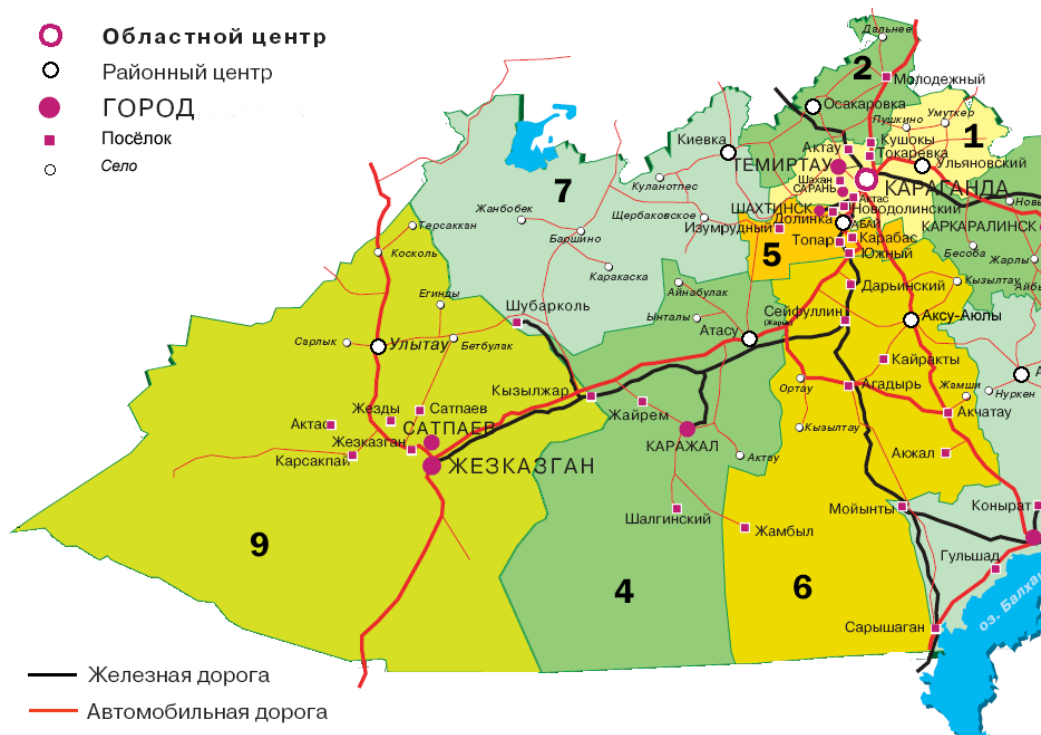 Областной центр
Районный центр
ГОРОД
Посёлок
Село
Дальнее
2
Молодежный
Осакаровка
Пушкино
Умуткер
1
Киевка
Актау
Кушокы
Токаревка
Ульяновский
ТЕМИРТАУ
Шахан
САРАНЬ
КАРАГАНДА
Актас
7
Куланотпес
Жанбобек
Щербаковское
ШАХТИНСК
Новодолинский
Долинка
АБАЙ
Изумрудный
КАРКАРАЛИНСК
Терсаккан
Баршино
Топар
Карабас
5
Южный
Бесоба
Косколь
Каракаска
Жарлы
Айнабулак
Дарьинский
Кызылтау
Егинды
Шубарколь
Ынталы
Атасу
Сейфуллин
(Жарык)
Аксу-Аюлы
Сарлык
Улытау
Бетбулак
Кайракты
Кызылжар
Ортау
Агадырь
Жамши
Нуркен
Жезды
Сатпаев
Жайрем
Акчатау
Актас
САТПАЕВ
Кызылтау
Жезказган
КАРАЖАЛ
Актау
Акжал
Карсакпай
ЖЕЗКАЗГАН
Шалгинский
Жамбыл
Мойынты
Конырат
9
Гульшад
4
6
Сарышаган
оз. Балхаш
Железная дорога
Автомобильная дорога